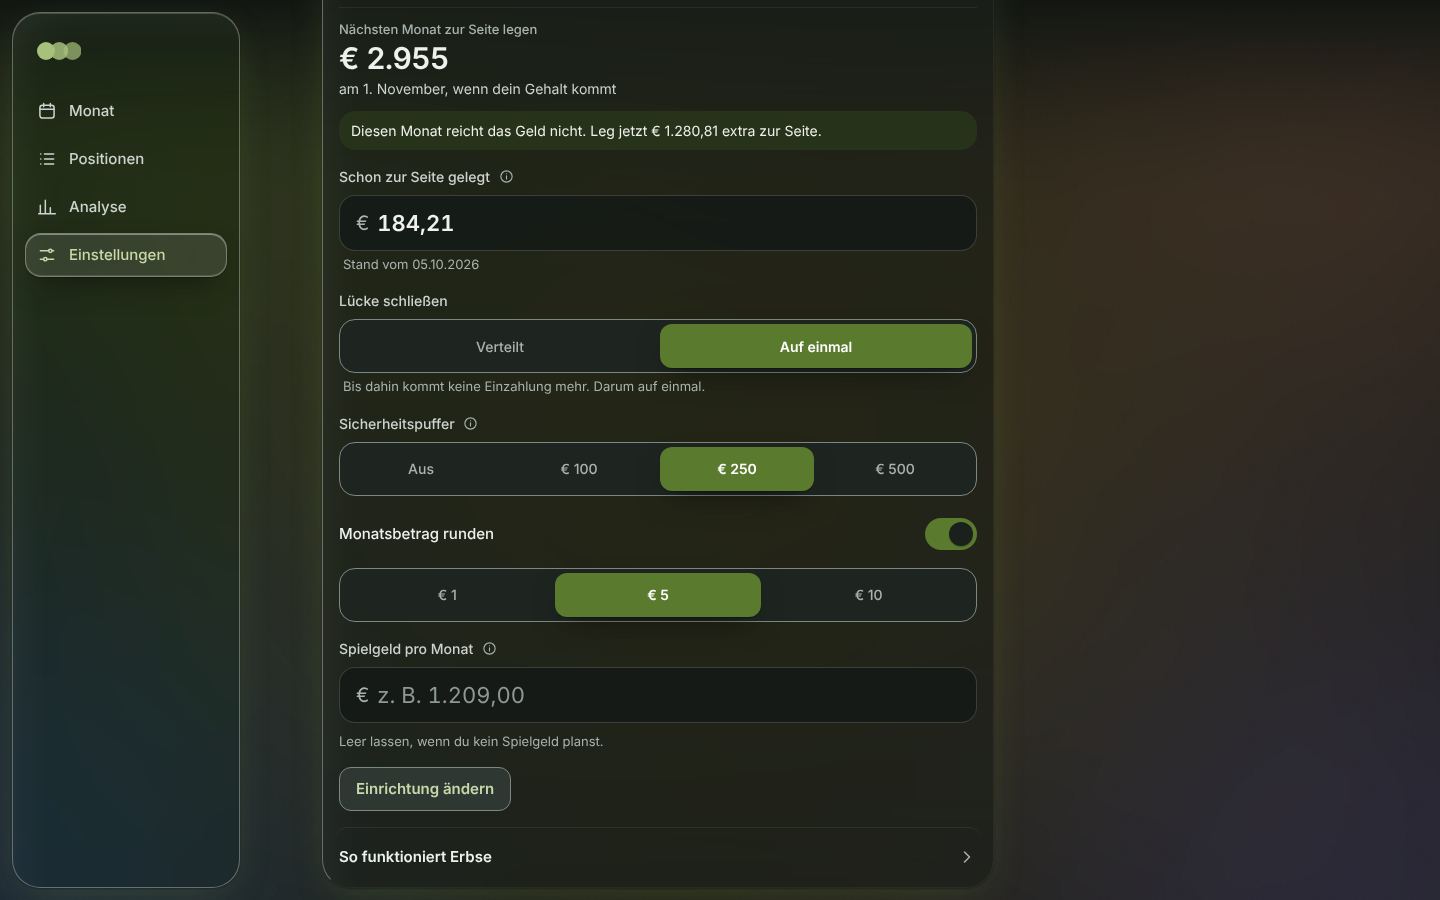 Monat
Positionen
Analyse
Einstellungen
Nächsten Monat zur Seite legen
€ 2.955
am 1. November, wenn dein Gehalt kommt
Diesen Monat reicht das Geld nicht. Leg jetzt € 1.280,81 extra zur Seite.
Schon zur Seite gelegt
€ 184,21
Stand vom 05.10.2026
Lücke schließen
Verteilt Auf einmal
Bis dahin kommt keine Einzahlung mehr. Darum auf einmal.
Sicherheitspuffer
Aus € 100 € 250 € 500
Monatsbetrag runden
€ 1 € 5 € 10
Spielgeld pro Monat
€ z. B. 1.209,00
Leer lassen, wenn du kein Spielgeld planst.
Einrichtung ändern
So funktioniert Erbse